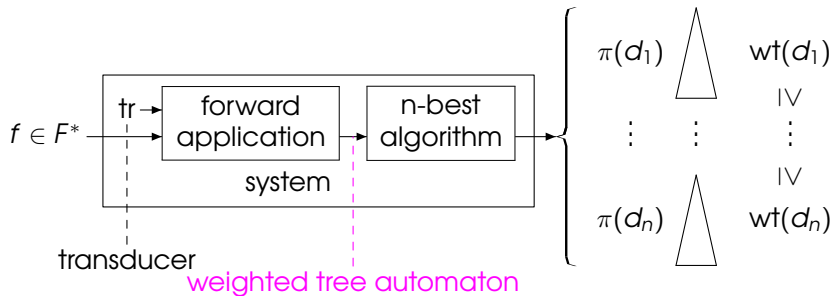 f ∈ F*
tr
forward
application
n-best
algorithm
system
transducer
weighted tree automaton
π(d₁) wt(d₁)
≥
⋮ ⋮ ⋮
≥
π(dₙ) wt(dₙ)